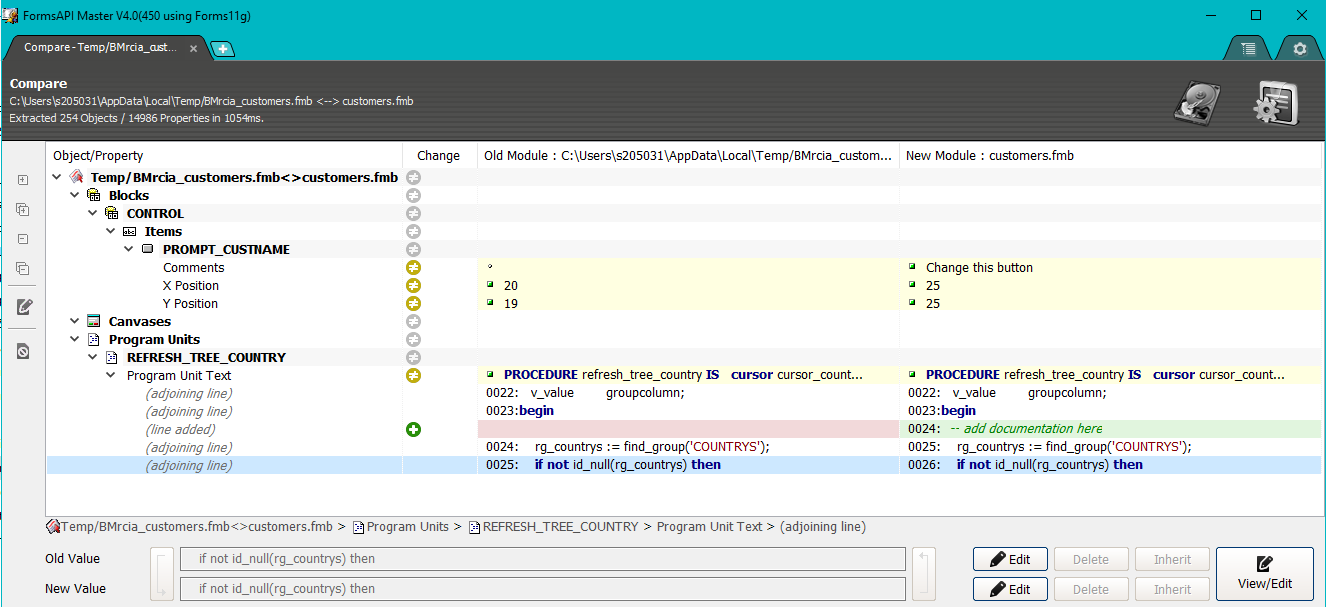 FormsAPI Master V4.0(450 using Forms11g)
Compare - Temp/BMrcia_cust...
Compare
C:\Users\s205031\AppData\Local\Temp/BMrcia_customers.fmb <--> customers.fmb
Extracted 254 Objects / 14986 Properties in 1054ms.
Object/Property Change Old Module : C:\Users\s205031\AppData\Local\Temp/BMrcia_custom... New Module : customers.fmb
Temp/BMrcia_customers.fmb<>customers.fmb
Blocks
CONTROL
Items
PROMPT_CUSTNAME
Comments Change this button
X Position 20 25
Y Position 19 25
Canvases
Program Units
REFRESH_TREE_COUNTRY
Program Unit Text PROCEDURE refresh_tree_country IS cursor cursor_count... PROCEDURE refresh_tree_country IS cursor cursor_count...
(adjoining line) 0022: v_value groupcolumn; 0022: v_value groupcolumn;
(adjoining line) 0023:begin 0023:begin
(line added) 0024: -- add documentation here
(adjoining line) 0024: rg_countrys := find_group('COUNTRYS'); 0025: rg_countrys := find_group('COUNTRYS');
(adjoining line) 0025: if not id_null(rg_countrys) then 0026: if not id_null(rg_countrys) then
Temp/BMrcia_customers.fmb<>customers.fmb > Program Units > REFRESH_TREE_COUNTRY > Program Unit Text > (adjoining line)
Old Value if not id_null(rg_countrys) then Edit Delete Inherit
New Value if not id_null(rg_countrys) then Edit Delete Inherit
View/Edit